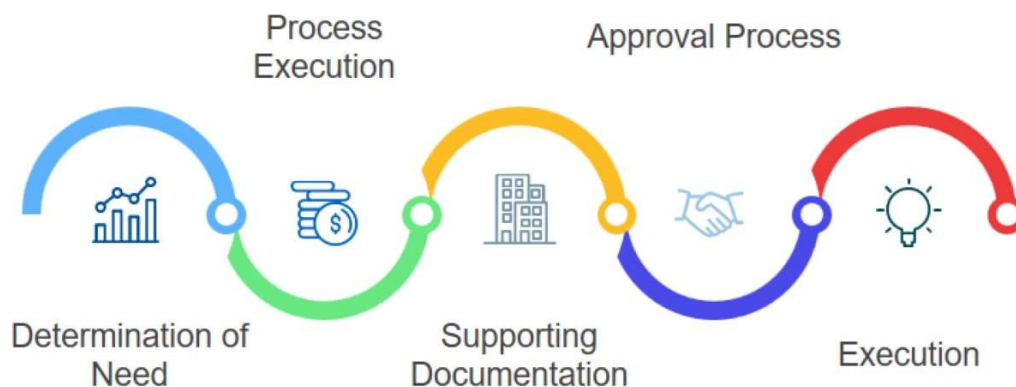 Process
Execution
Approval Process
$
Determination of
Need
Supporting
Documentation
Execution